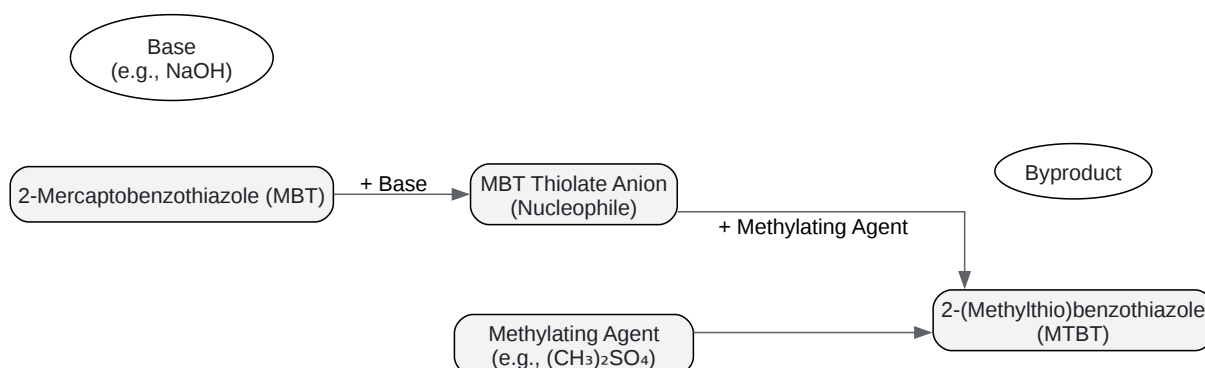 Base
(e.g., NaOH)
2-Mercaptobenzothiazole (MBT)
+ Base
MBT Thiolate Anion
(Nucleophile)
+ Methylating Agent
Byproduct
Methylating Agent
(e.g., (CH₃)₂SO₄)
2-(Methylthio)benzothiazole
(MTBT)